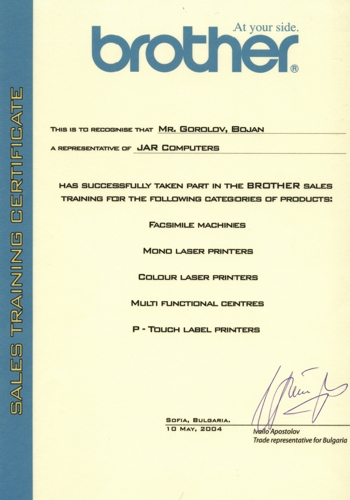 At your side.
brother®
THIS IS TO RECOGNISE THAT MR. GOROLOV, BOJAN
A REPRESENTATIVE OF JAR COMPUTERS
HAS SUCCESSFULLY TAKEN PART IN THE BROTHER SALES
TRAINING FOR THE FOLLOWING CATEGORIES OF PRODUCTS:
FACSIMILE MACHINES
MONO LASER PRINTERS
COLOUR LASER PRINTERS
MULTI FUNCTIONAL CENTRES
P - TOUCH LABEL PRINTERS
SOFIA, BULGARIA.
10 MAY, 2004
Ivailo Apostolov
Trade representative for Bulgaria
SALES TRAINING CERTIFICATE